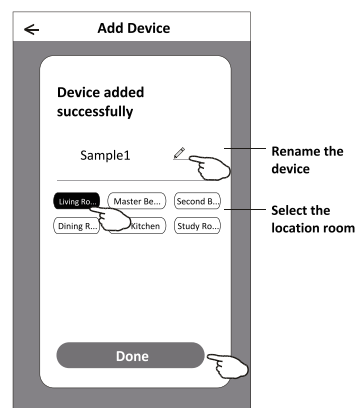 Add Device
Device added
successfully
Sample1
Rename the
device
Living Ro...
Master Be...
Second B...
Select the
location room
Dining R...
Kitchen
Study Ro...
Done